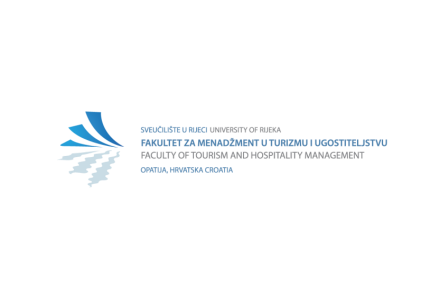 SVEUČILIŠTE U RIJECI UNIVERSITY OF RIJEKA
FAKULTET ZA MENADŽMENT U TURIZMU I UGOSTITELJSTVU
FACULTY OF TOURISM AND HOSPITALITY MANAGEMENT
OPATIJA, HRVATSKA CROATIA